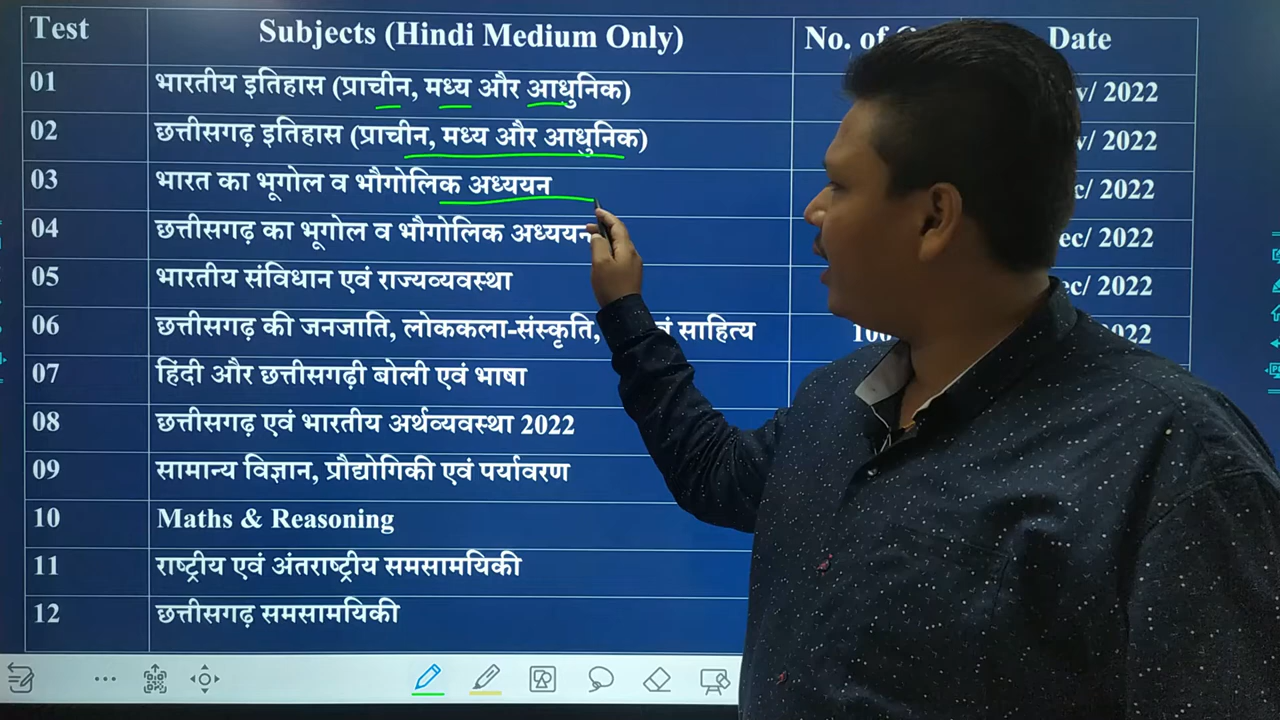 Test Subjects (Hindi Medium Only) No. of Date
01 भारतीय इतिहास (प्राचीन, मध्य और आधुनिक) 2022
02 छत्तीसगढ़ इतिहास (प्राचीन, मध्य और आधुनिक) 2022
03 भारत का भूगोल व भौगोलिक अध्ययन 2022
04 छत्तीसगढ़ का भूगोल व भौगोलिक अध्ययन 2022
05 भारतीय संविधान एवं राज्यव्यवस्था 2022
06 छत्तीसगढ़ की जनजाति, लोककला-संस्कृति, साहित्य 100
07 हिंदी और छत्तीसगढ़ी बोली एवं भाषा
08 छत्तीसगढ़ एवं भारतीय अर्थव्यवस्था 2022
09 सामान्य विज्ञान, प्रौद्योगिकी एवं पर्यावरण
10 Maths & Reasoning
11 राष्ट्रीय एवं अंतराष्ट्रीय समसामयिकी
12 छत्तीसगढ़ समसामयिकी